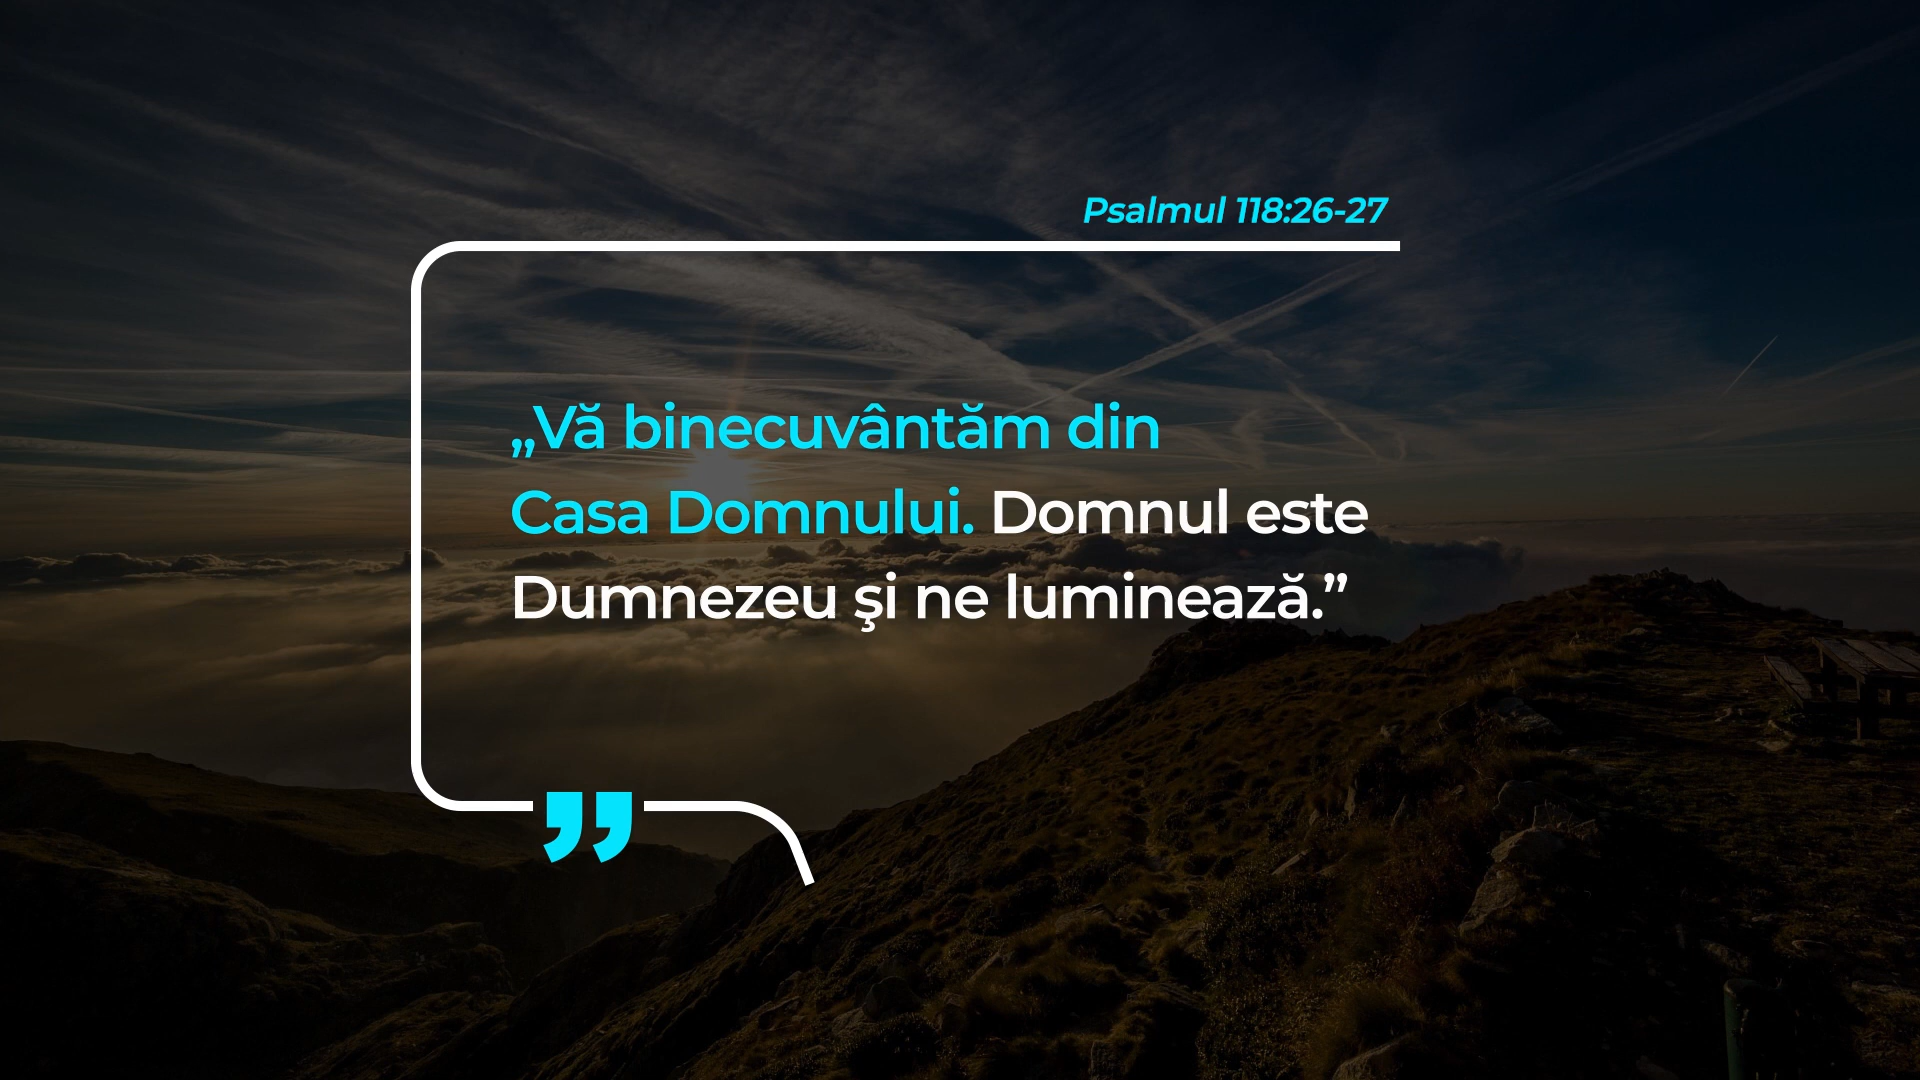 Psalmul 118:26-27
„Vă binecuvântăm din
Casa Domnului. Domnul este
Dumnezeu şi ne luminează.”